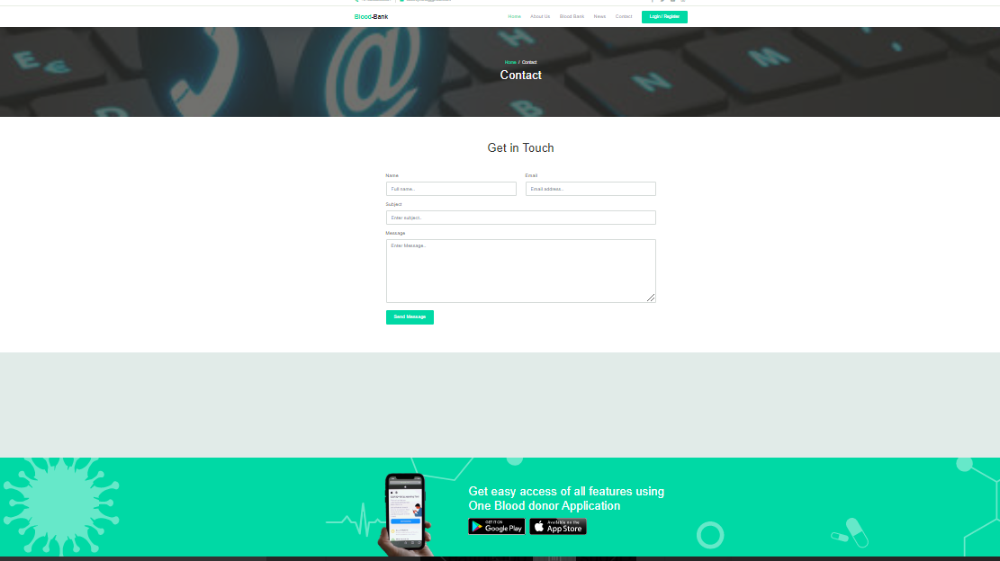 Blood-Bank
Home
About Us
Blood Bank
News
Contact
Login / Register
Home / Contact
Contact
Get in Touch
Name
Email
Full name..
Email address..
Subject
Enter subject..
Message
Enter Message..
Send Message
Get easy access of all features using
One Blood donor Application
GET IT ON
Google Play
Available on the
App Store